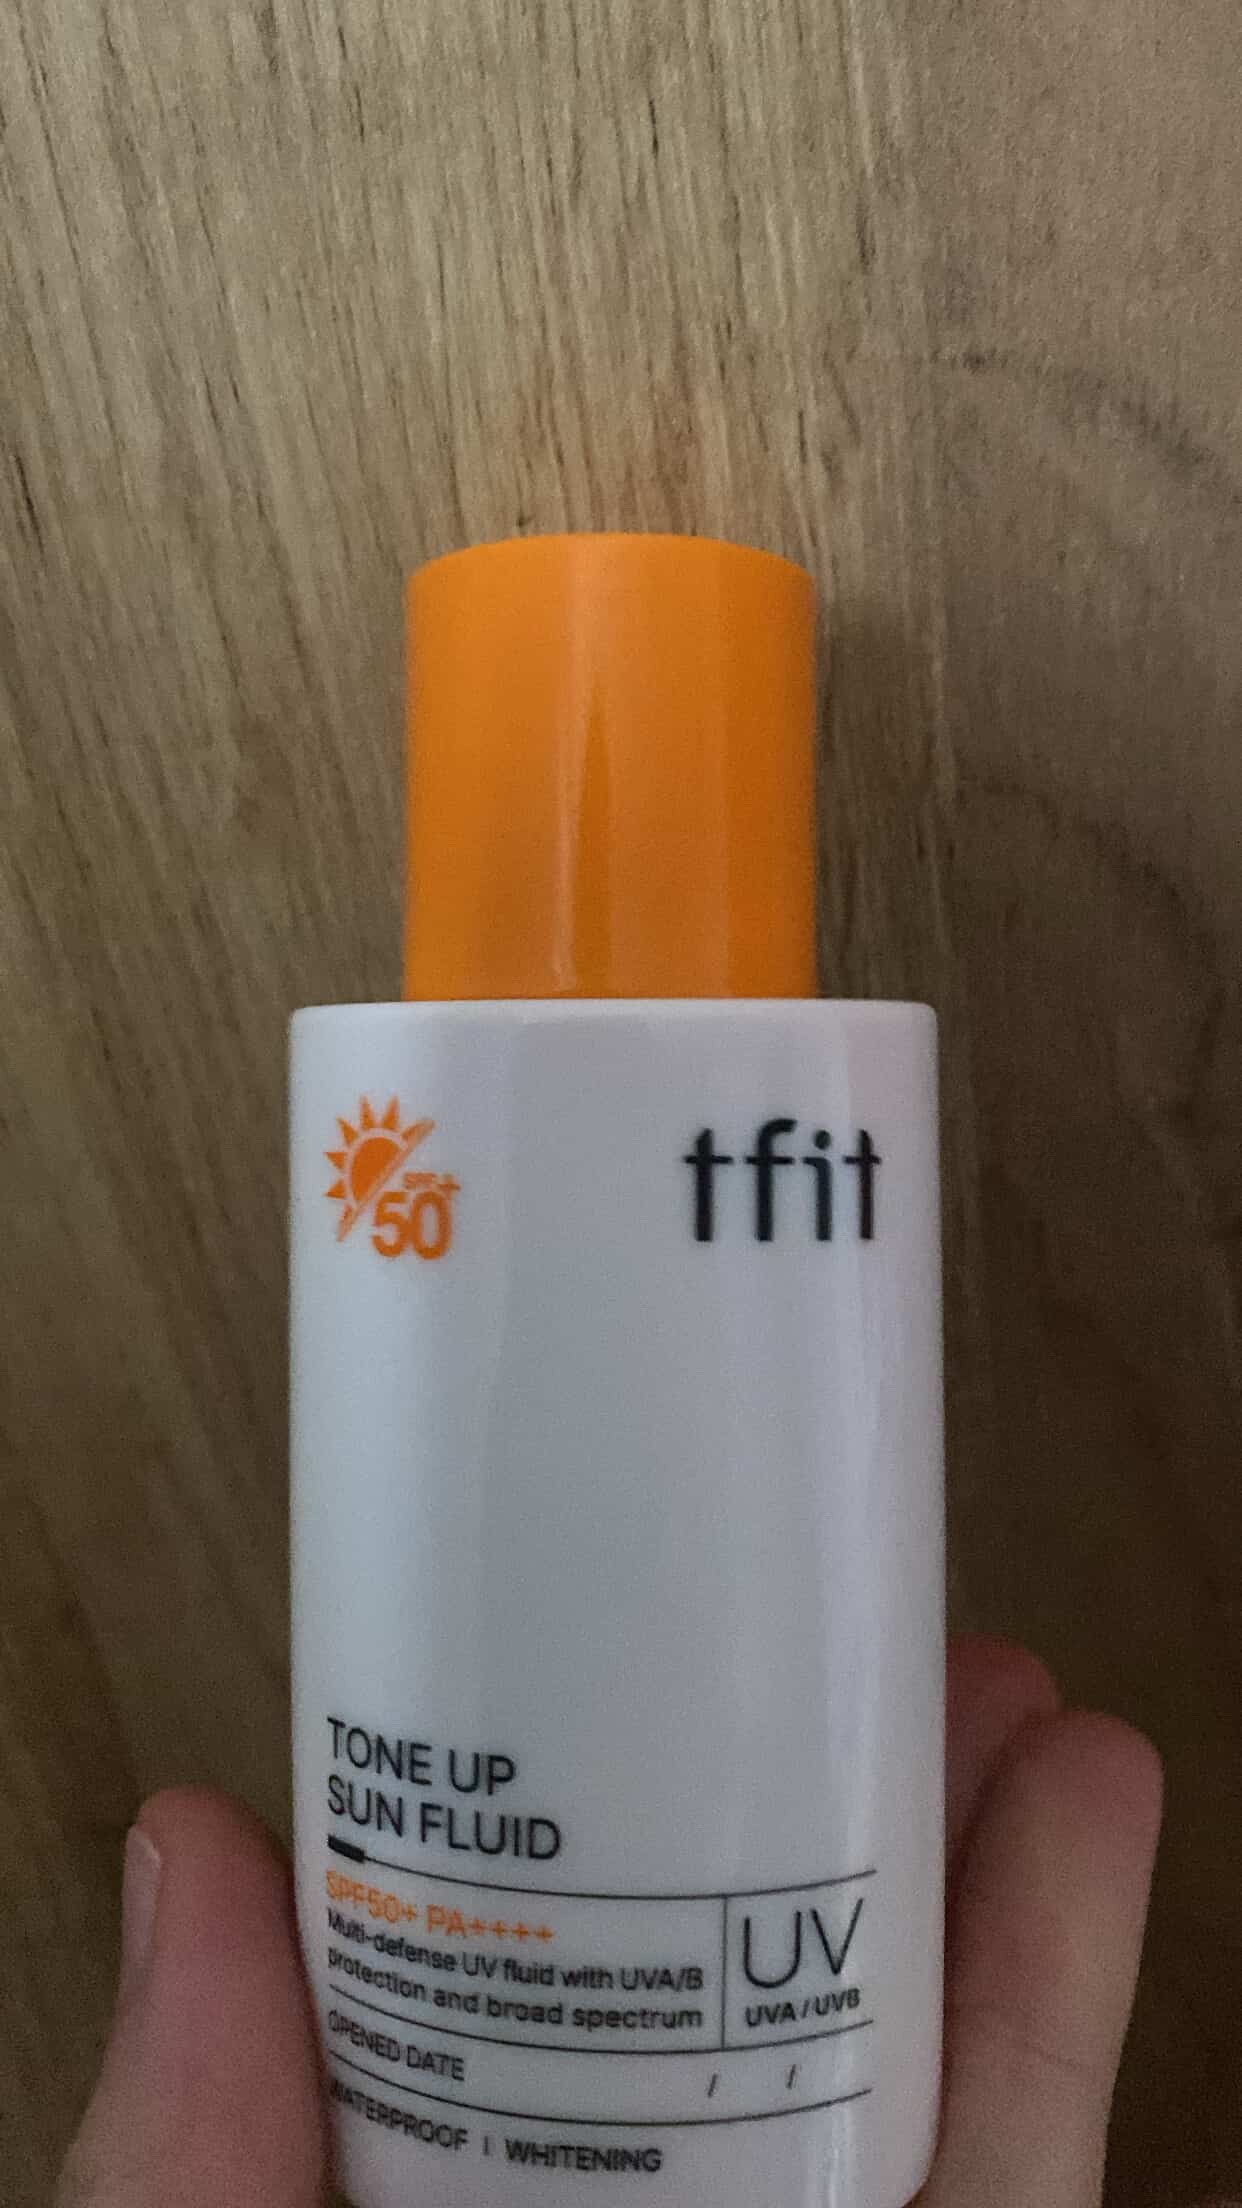 SPF+
50
tfit
TONE UP
SUN FLUID
SPF50+ PA++++
Multi-defense UV fluid with UVA/B
protection and broad spectrum
UV
UVA / UVB
OPENED DATE / /
WATERPROOF | WHITENING